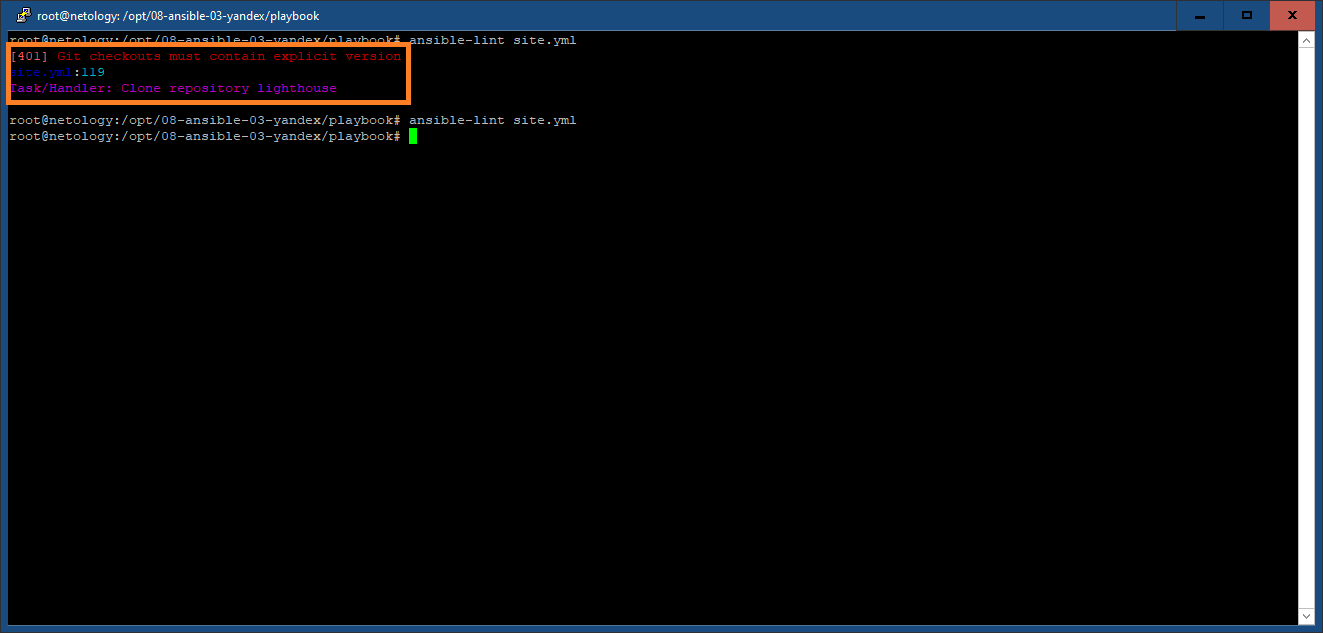 root@netology: /opt/08-ansible-03-yandex/playbook
root@netology:/opt/08-ansible-03-yandex/playbook# ansible-lint site.yml
[401] Git checkouts must contain explicit version
site.yml:119
Task/Handler: Clone repository lighthouse
root@netology:/opt/08-ansible-03-yandex/playbook# ansible-lint site.yml
root@netology:/opt/08-ansible-03-yandex/playbook#